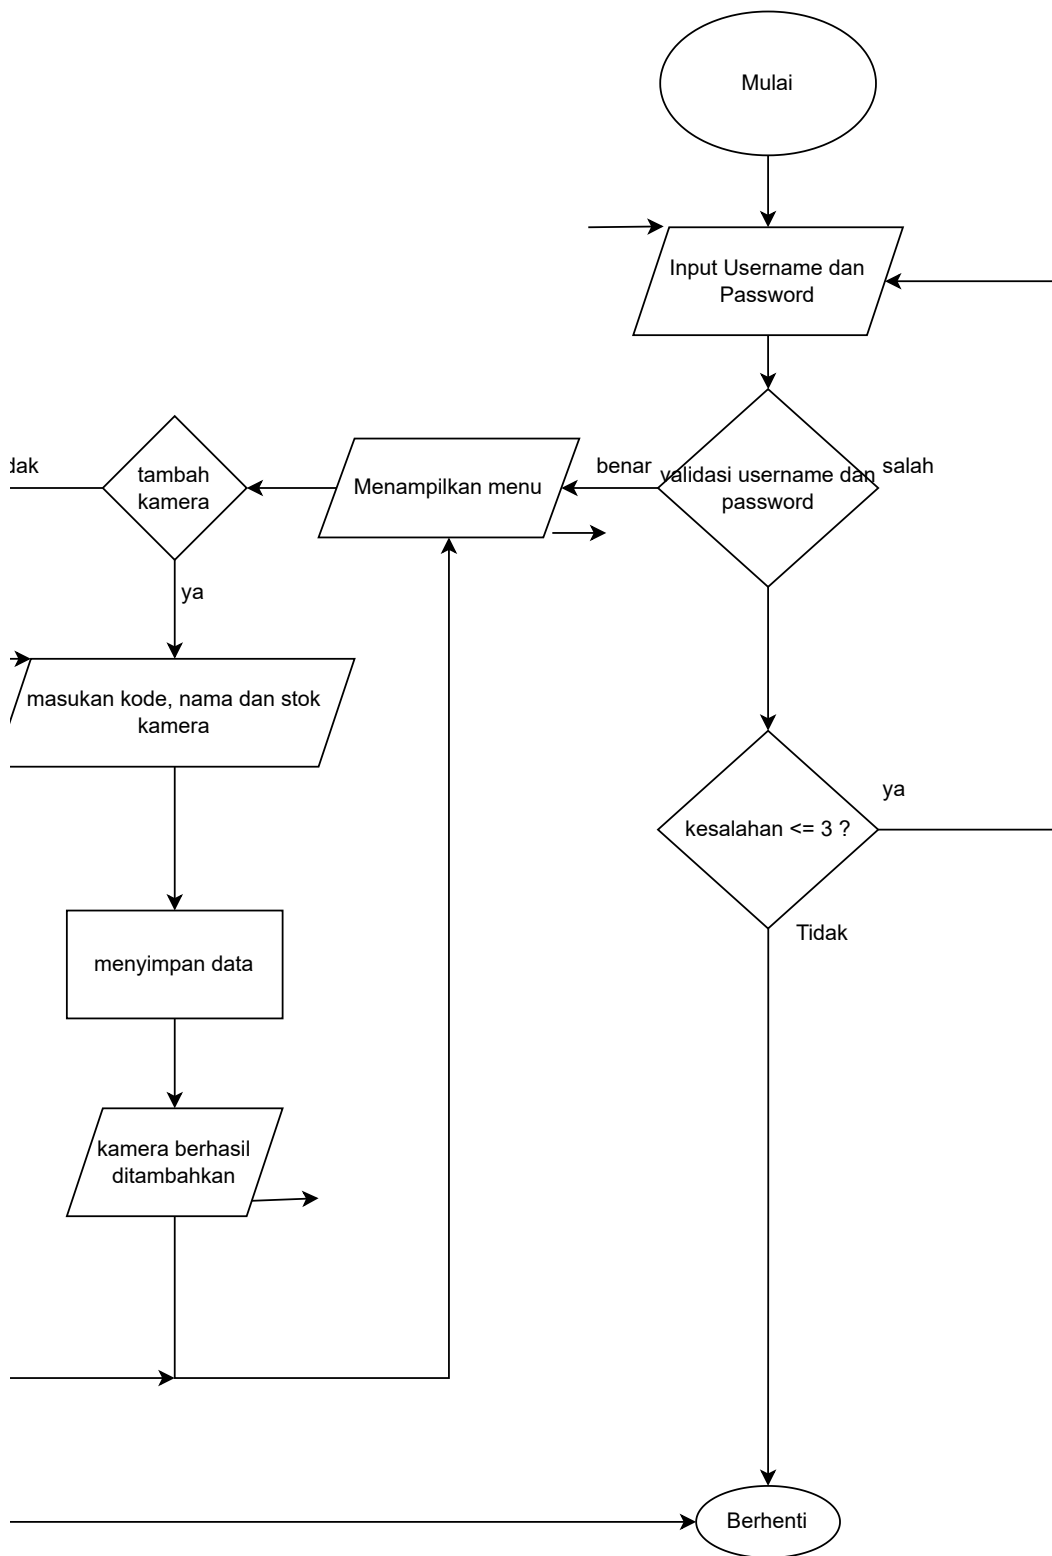 Mulai
Input Username dan
Password
validasi username dan
password
benar
salah
Menampilkan menu
tambah
kamera
dak
ya
masukan kode, nama dan stok
kamera
menyimpan data
kamera berhasil
ditambahkan
kesalahan <= 3 ?
ya
Tidak
Berhenti